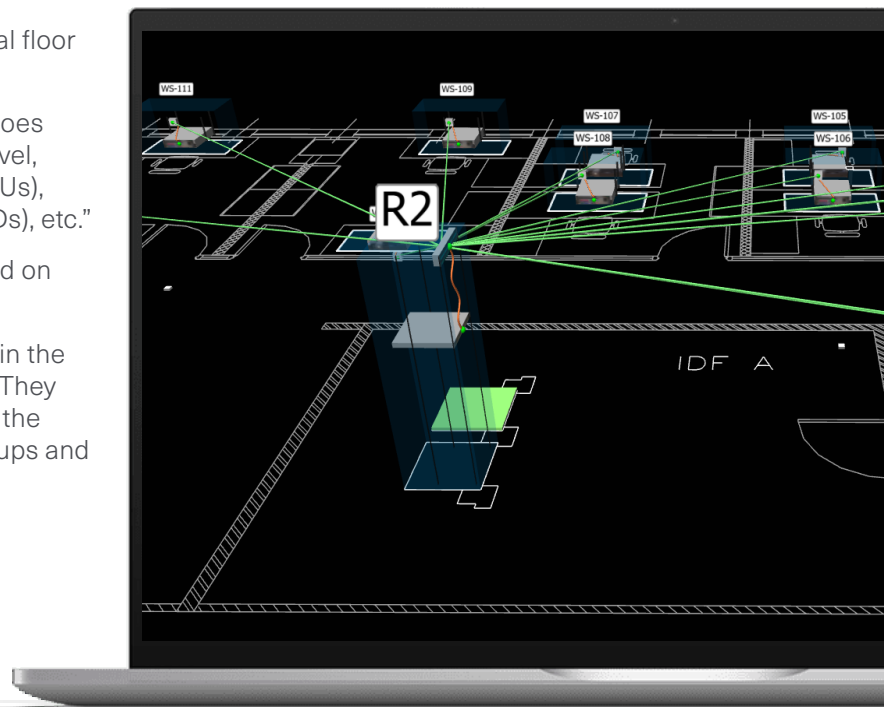 al floor
oes
vel,
Us),
Ds), etc.”
d on
in the
They
the
ups and
WS-111
WS-109
WS-107
WS-108
WS-105
WS-106
R2
IDF A